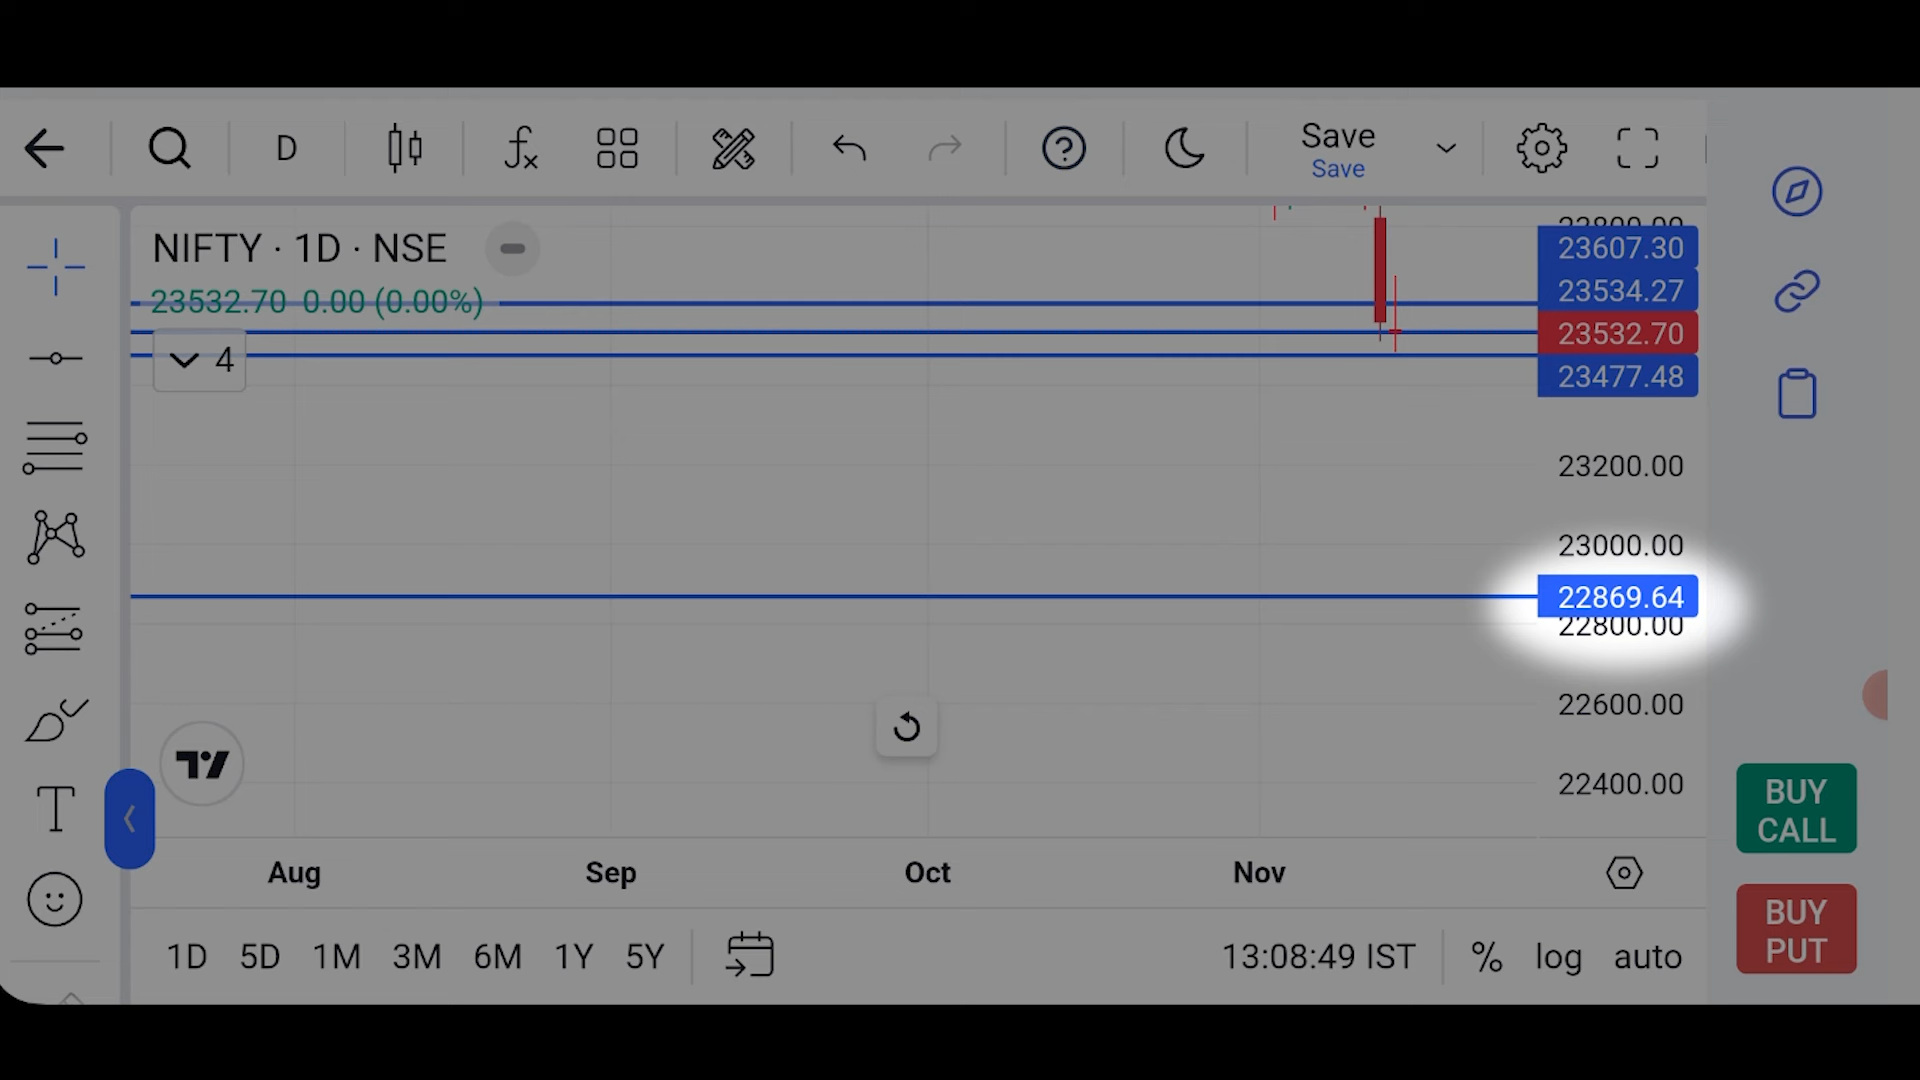 D
Save
Save
NIFTY · 1D · NSE
23532.70 0.00 (0.00%)
4
23800.00
23607.30
23534.27
23532.70
23477.48
23200.00
23000.00
22869.64
22800.00
22600.00
22400.00
BUY
CALL
BUY
PUT
Aug Sep Oct Nov
1D 5D 1M 3M 6M 1Y 5Y 13:08:49 IST % log auto